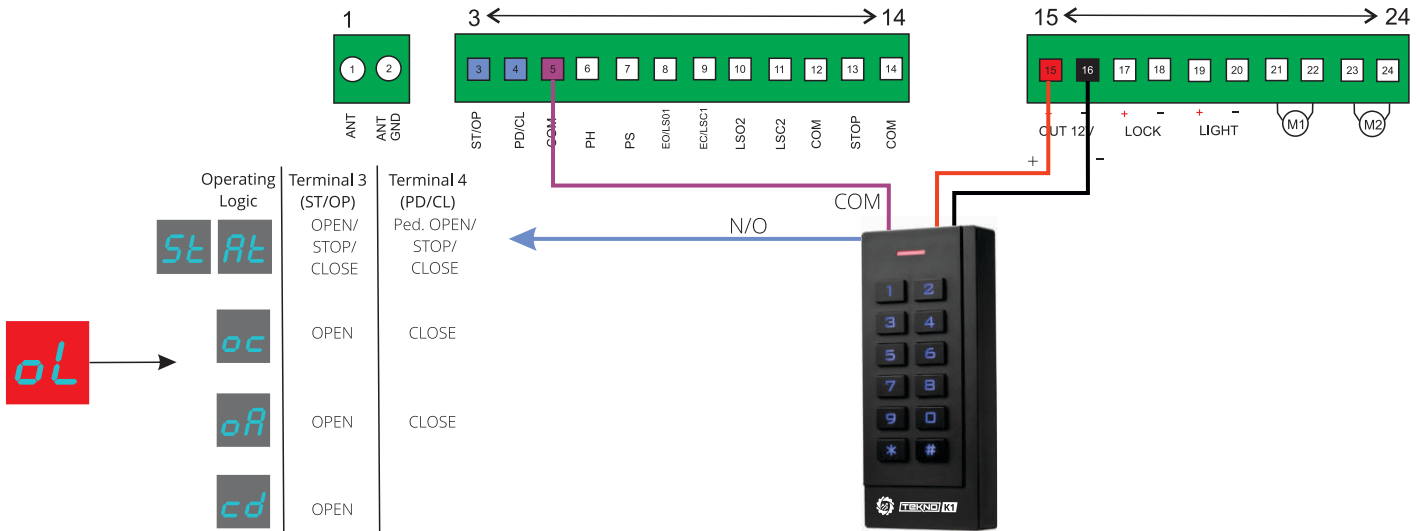 1
3
14
15
24
1 2
3 4 5 6 7 8 9 10 11 12 13 14
15 16 17 18 19 20 21 22 23 24
ANT
ANT GND
ST/OP
PD/CL
COM
PH
PS
EO/LS01
EC/LSC1
LSO2
LSC2
COM
STOP
COM
+ - + - + -
OUT 12V
LOCK
LIGHT
M1
M2
+ -
Operating
Logic
Terminal 3
(ST/OP)
Terminal 4
(PD/CL)
St At
OPEN/
STOP/
CLOSE
Ped. OPEN/
STOP/
CLOSE
oL
oc
OPEN
CLOSE
oA
OPEN
CLOSE
cd
OPEN
COM
N/O
1 2
3 4
5 6
7 8
9 0
* #
TEKNO K1